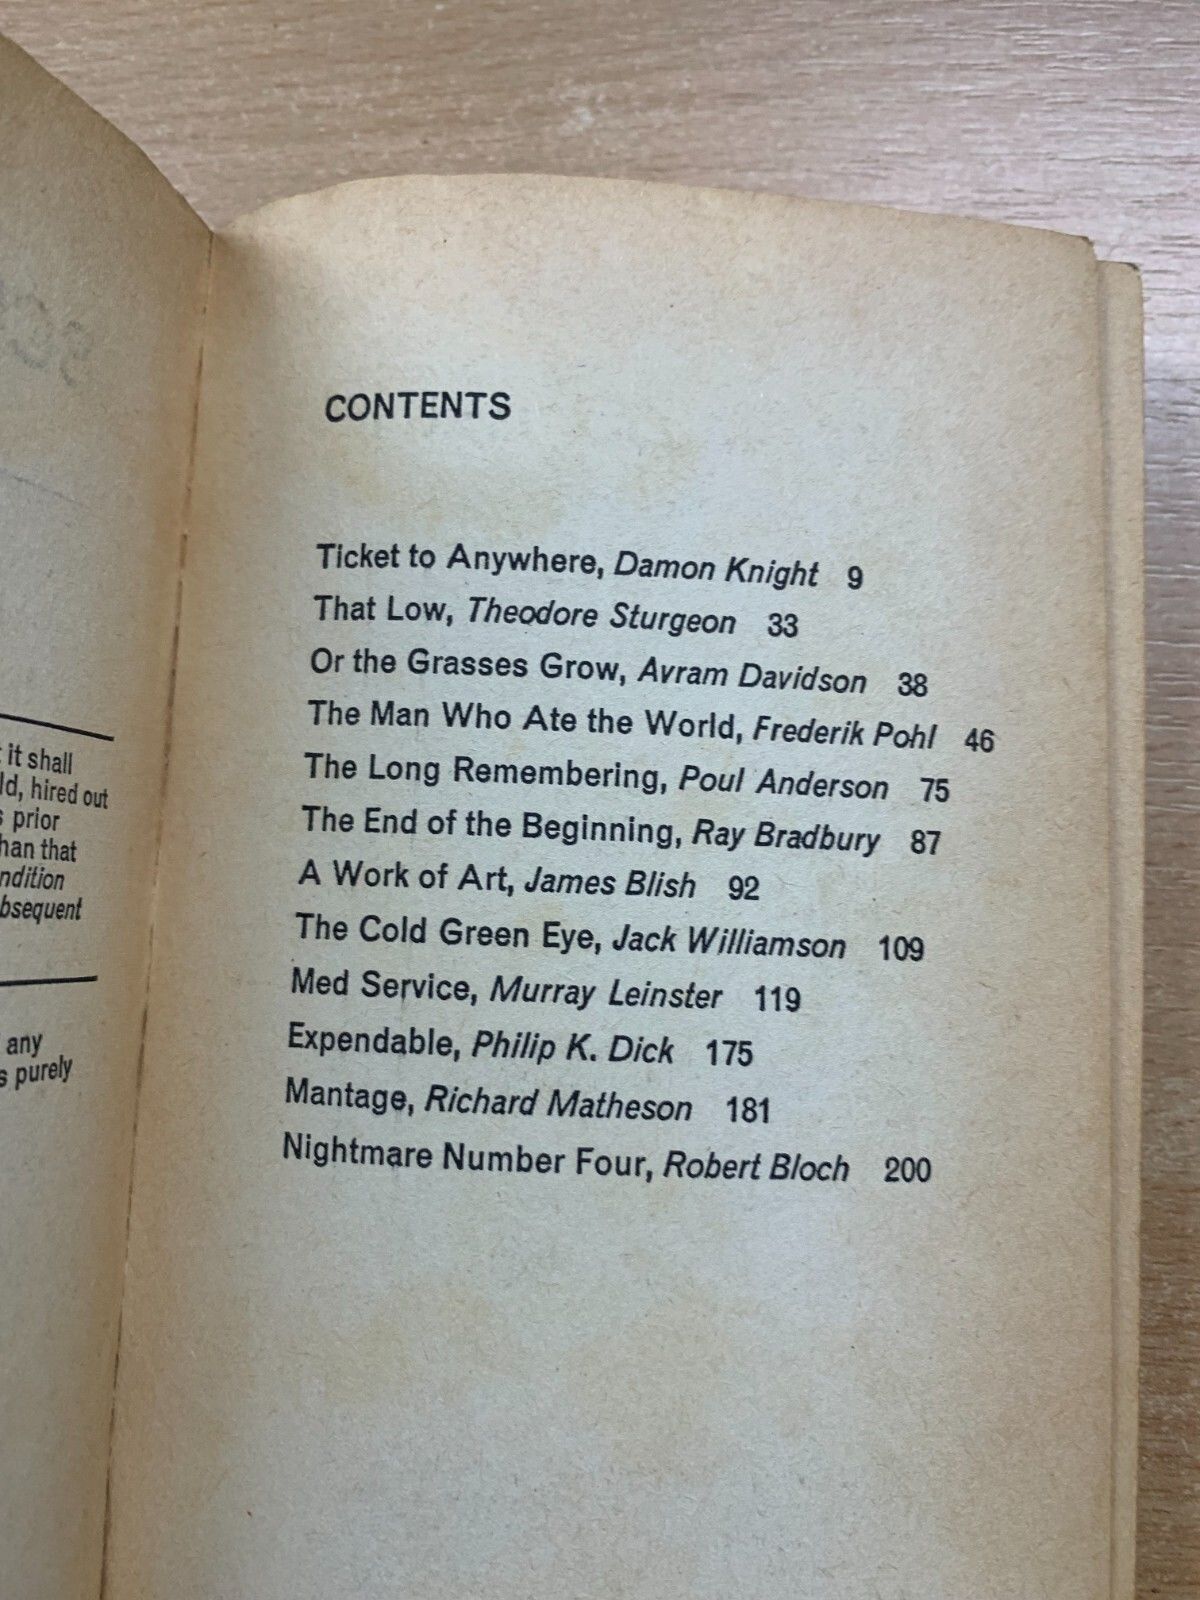 it shall
ld, hired out
prior
han that
ndition
bsequent
any
s purely
CONTENTS
Ticket to Anywhere, Damon Knight 9
That Low, Theodore Sturgeon 33
Or the Grasses Grow, Avram Davidson 38
The Man Who Ate the World, Frederik Pohl 46
The Long Remembering, Poul Anderson 75
The End of the Beginning, Ray Bradbury 87
A Work of Art, James Blish 92
The Cold Green Eye, Jack Williamson 109
Med Service, Murray Leinster 119
Expendable, Philip K. Dick 175
Mantage, Richard Matheson 181
Nightmare Number Four, Robert Bloch 200